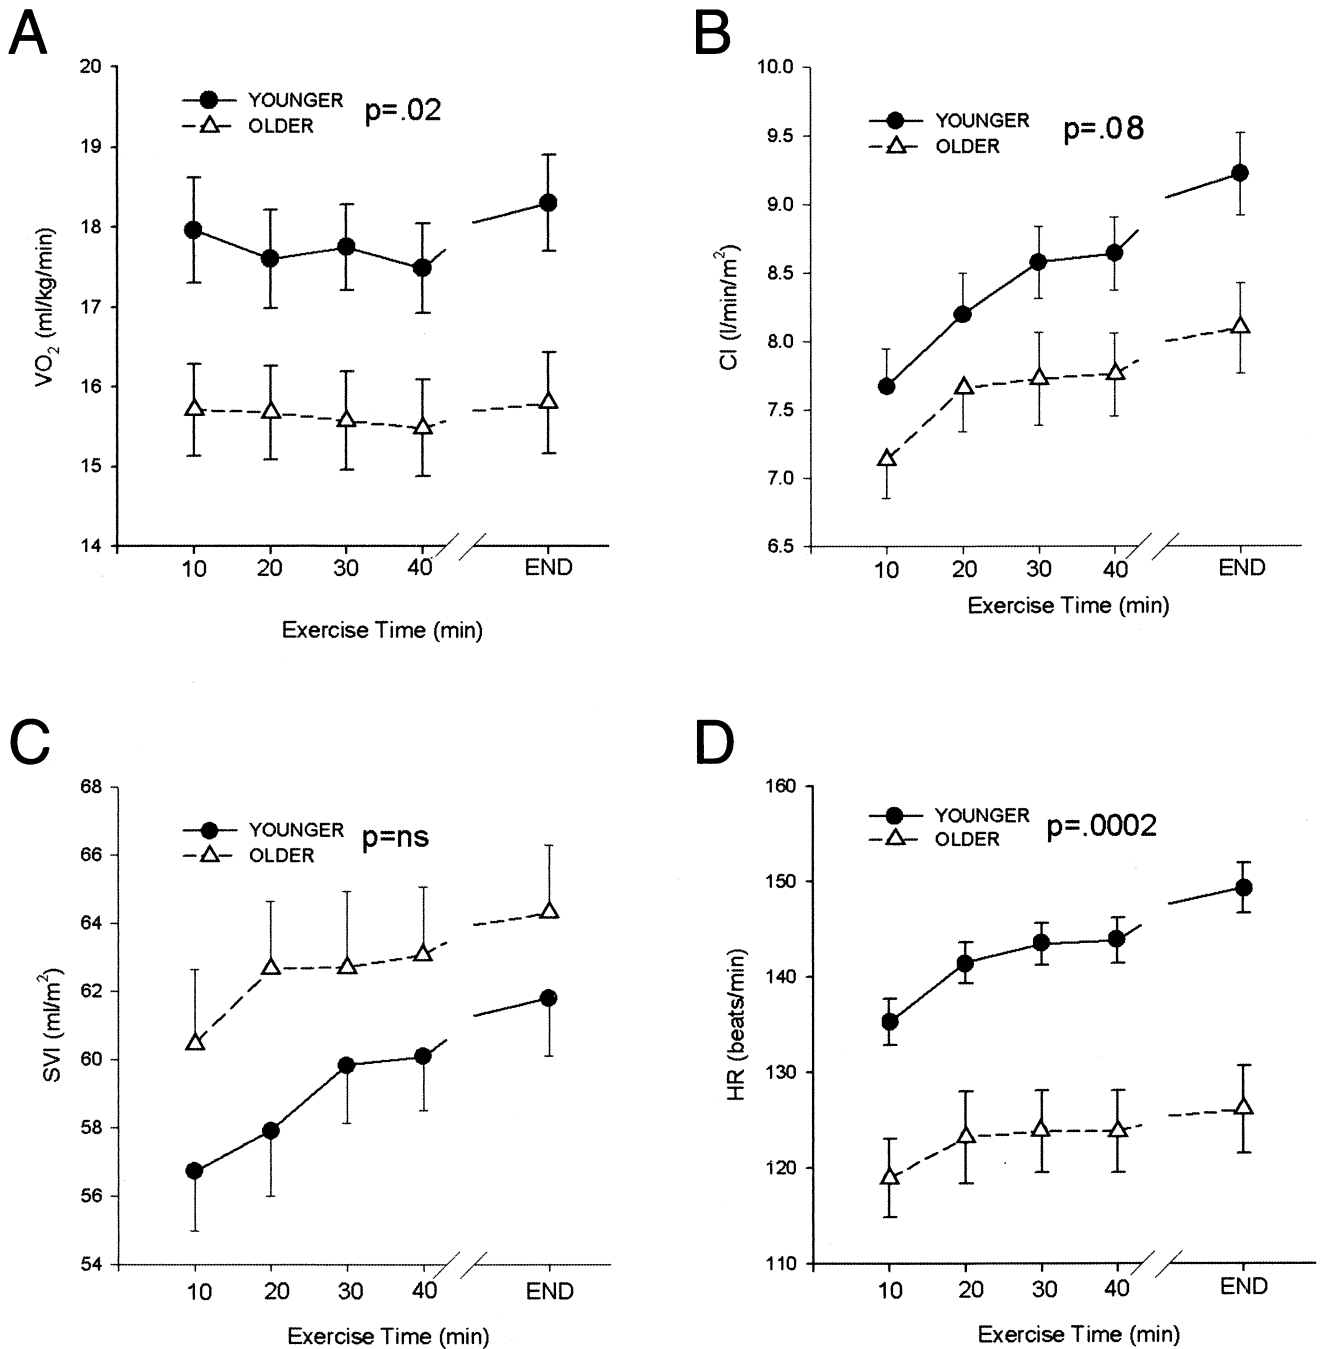 A
20
19
18
17
16
15
14
VO2 (ml/kg/min)
YOUNGER
OLDER
p=.02
10 20 30 40 END
Exercise Time (min)
B
10.0
9.5
9.0
8.5
8.0
7.5
7.0
6.5
CI (l/min/m2)
YOUNGER
OLDER
p=.08
10 20 30 40 END
Exercise Time (min)
C
68
66
64
62
60
58
56
54
SVI (ml/m2)
YOUNGER
OLDER
p=ns
10 20 30 40 END
Exercise Time (min)
D
160
150
140
130
120
110
HR (beats/min)
YOUNGER
OLDER
p=.0002
10 20 30 40 END
Exercise Time (min)